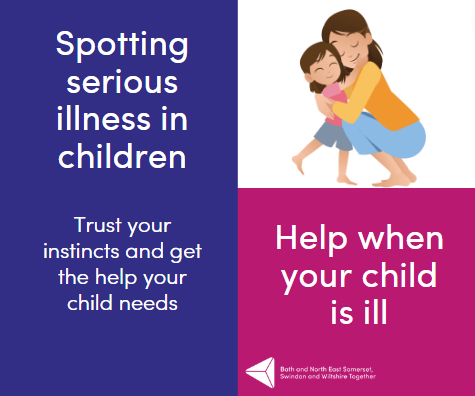 Spotting
serious
illness in
children
Trust your
instincts and get
the help your
child needs
Help when
your child
is ill
Bath and North East Somerset,
Swindon and Wiltshire Together